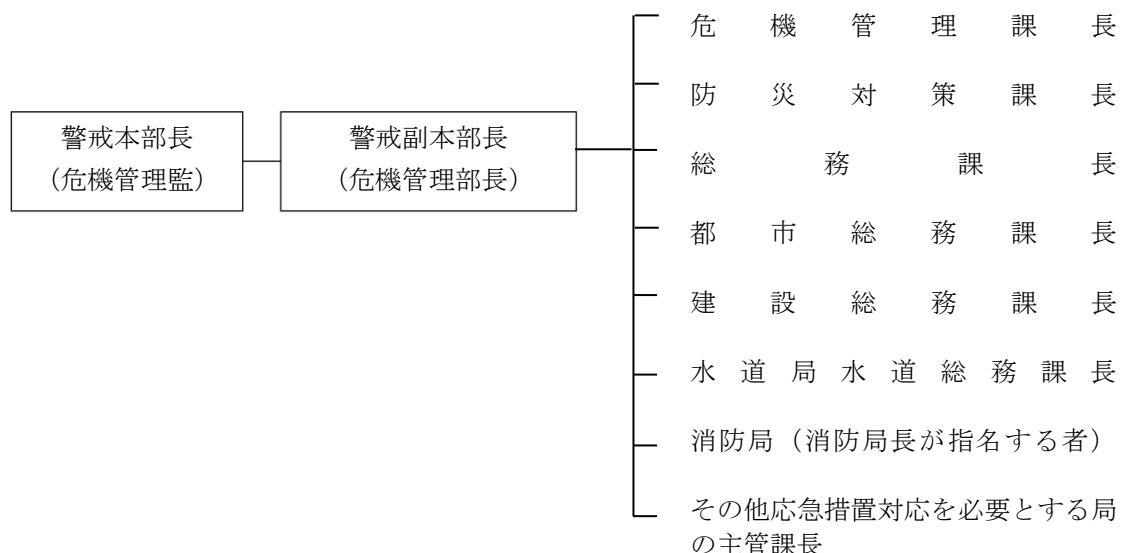 警戒本部長
(危機管理監)
警戒副本部長
(危機管理部長)
危機管理課長
防災対策課長
総務課長
都市総務課長
建設総務課長
水道局水道総務課長
消防局（消防局長が指名する者）
その他応急措置対応を必要とする局
の主管課長